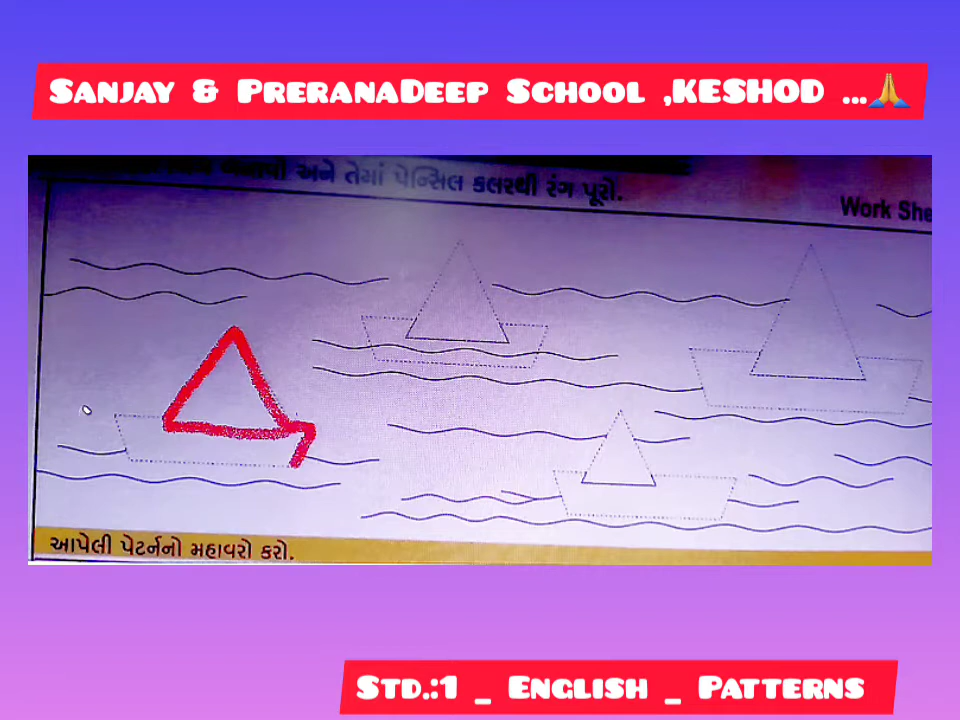 Sanjay & PreranaDeep School ,KESHOD ...🙏
અને તેમાં પેન્સિલ કલરથી રંગ પૂરો.
Work She
આપેલી પેટર્નનો મહાવરો કરો.
Std.:1 _ English _ Patterns